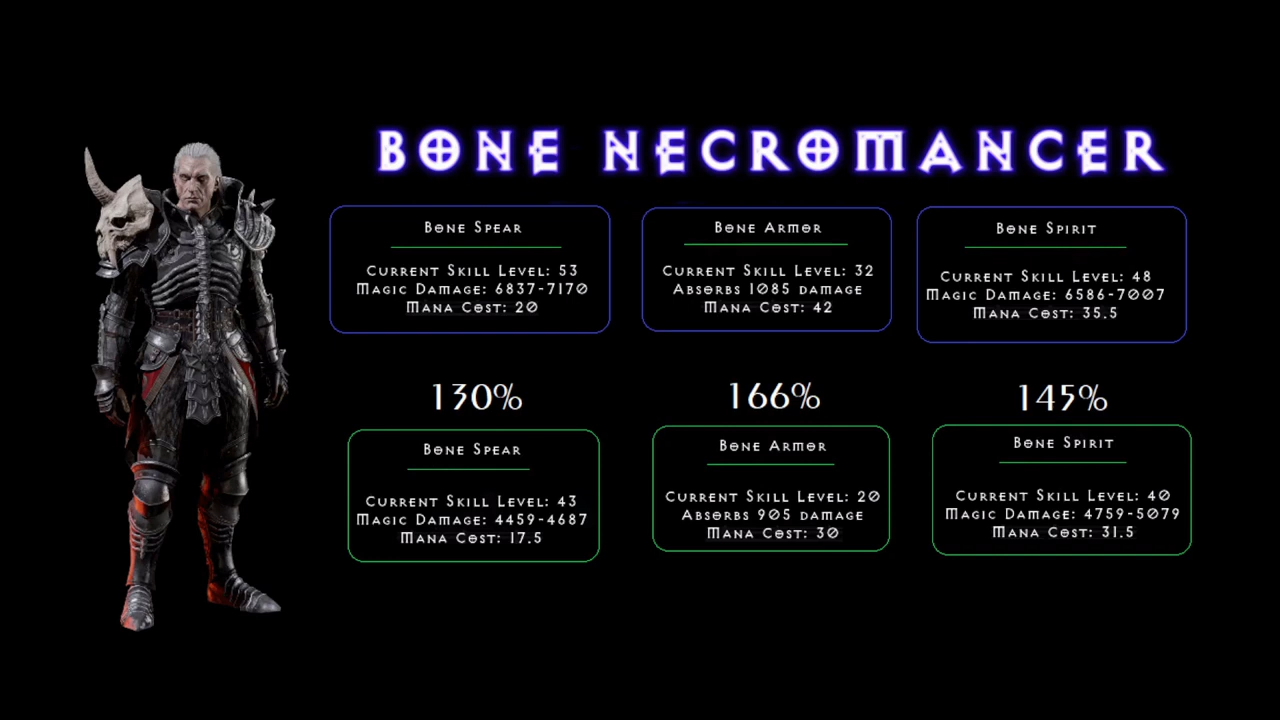 BONE NECROMANCER
Bone Spear
Current Skill Level: 53
Magic Damage: 6837-7170
Mana Cost: 20
Bone Armor
Current Skill Level: 32
Absorbs 1085 damage
Mana Cost: 42
Bone Spirit
Current Skill Level: 48
Magic Damage: 6586-7007
Mana Cost: 35.5
130%
166%
145%
Bone Spear
Current Skill Level: 43
Magic Damage: 4459-4687
Mana Cost: 17.5
Bone Armor
Current Skill Level: 20
Absorbs 905 damage
Mana Cost: 30
Bone Spirit
Current Skill Level: 40
Magic Damage: 4759-5079
Mana Cost: 31.5